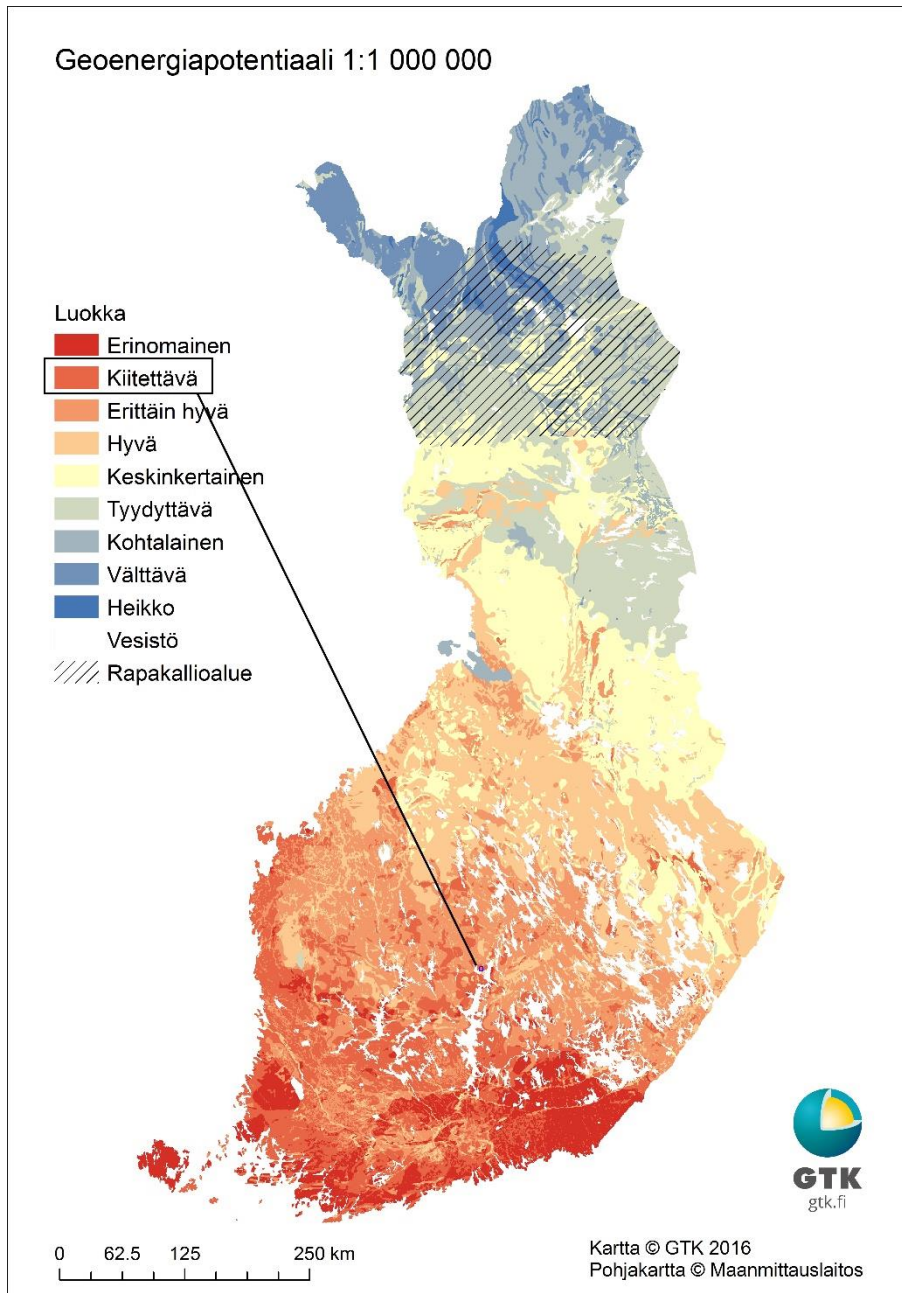 Geoenergiapotentiaali 1:1 000 000
Luokka
Erinomainen
Kiitettävä
Erittäin hyvä
Hyvä
Keskinkertainen
Tyydyttävä
Kohtalainen
Välttävä
Heikko
Vesistö
Rapakallioalue
GTK
gtk.fi
0 62.5 125 250 km
Kartta © GTK 2016
Pohjakartta © Maanmittauslaitos